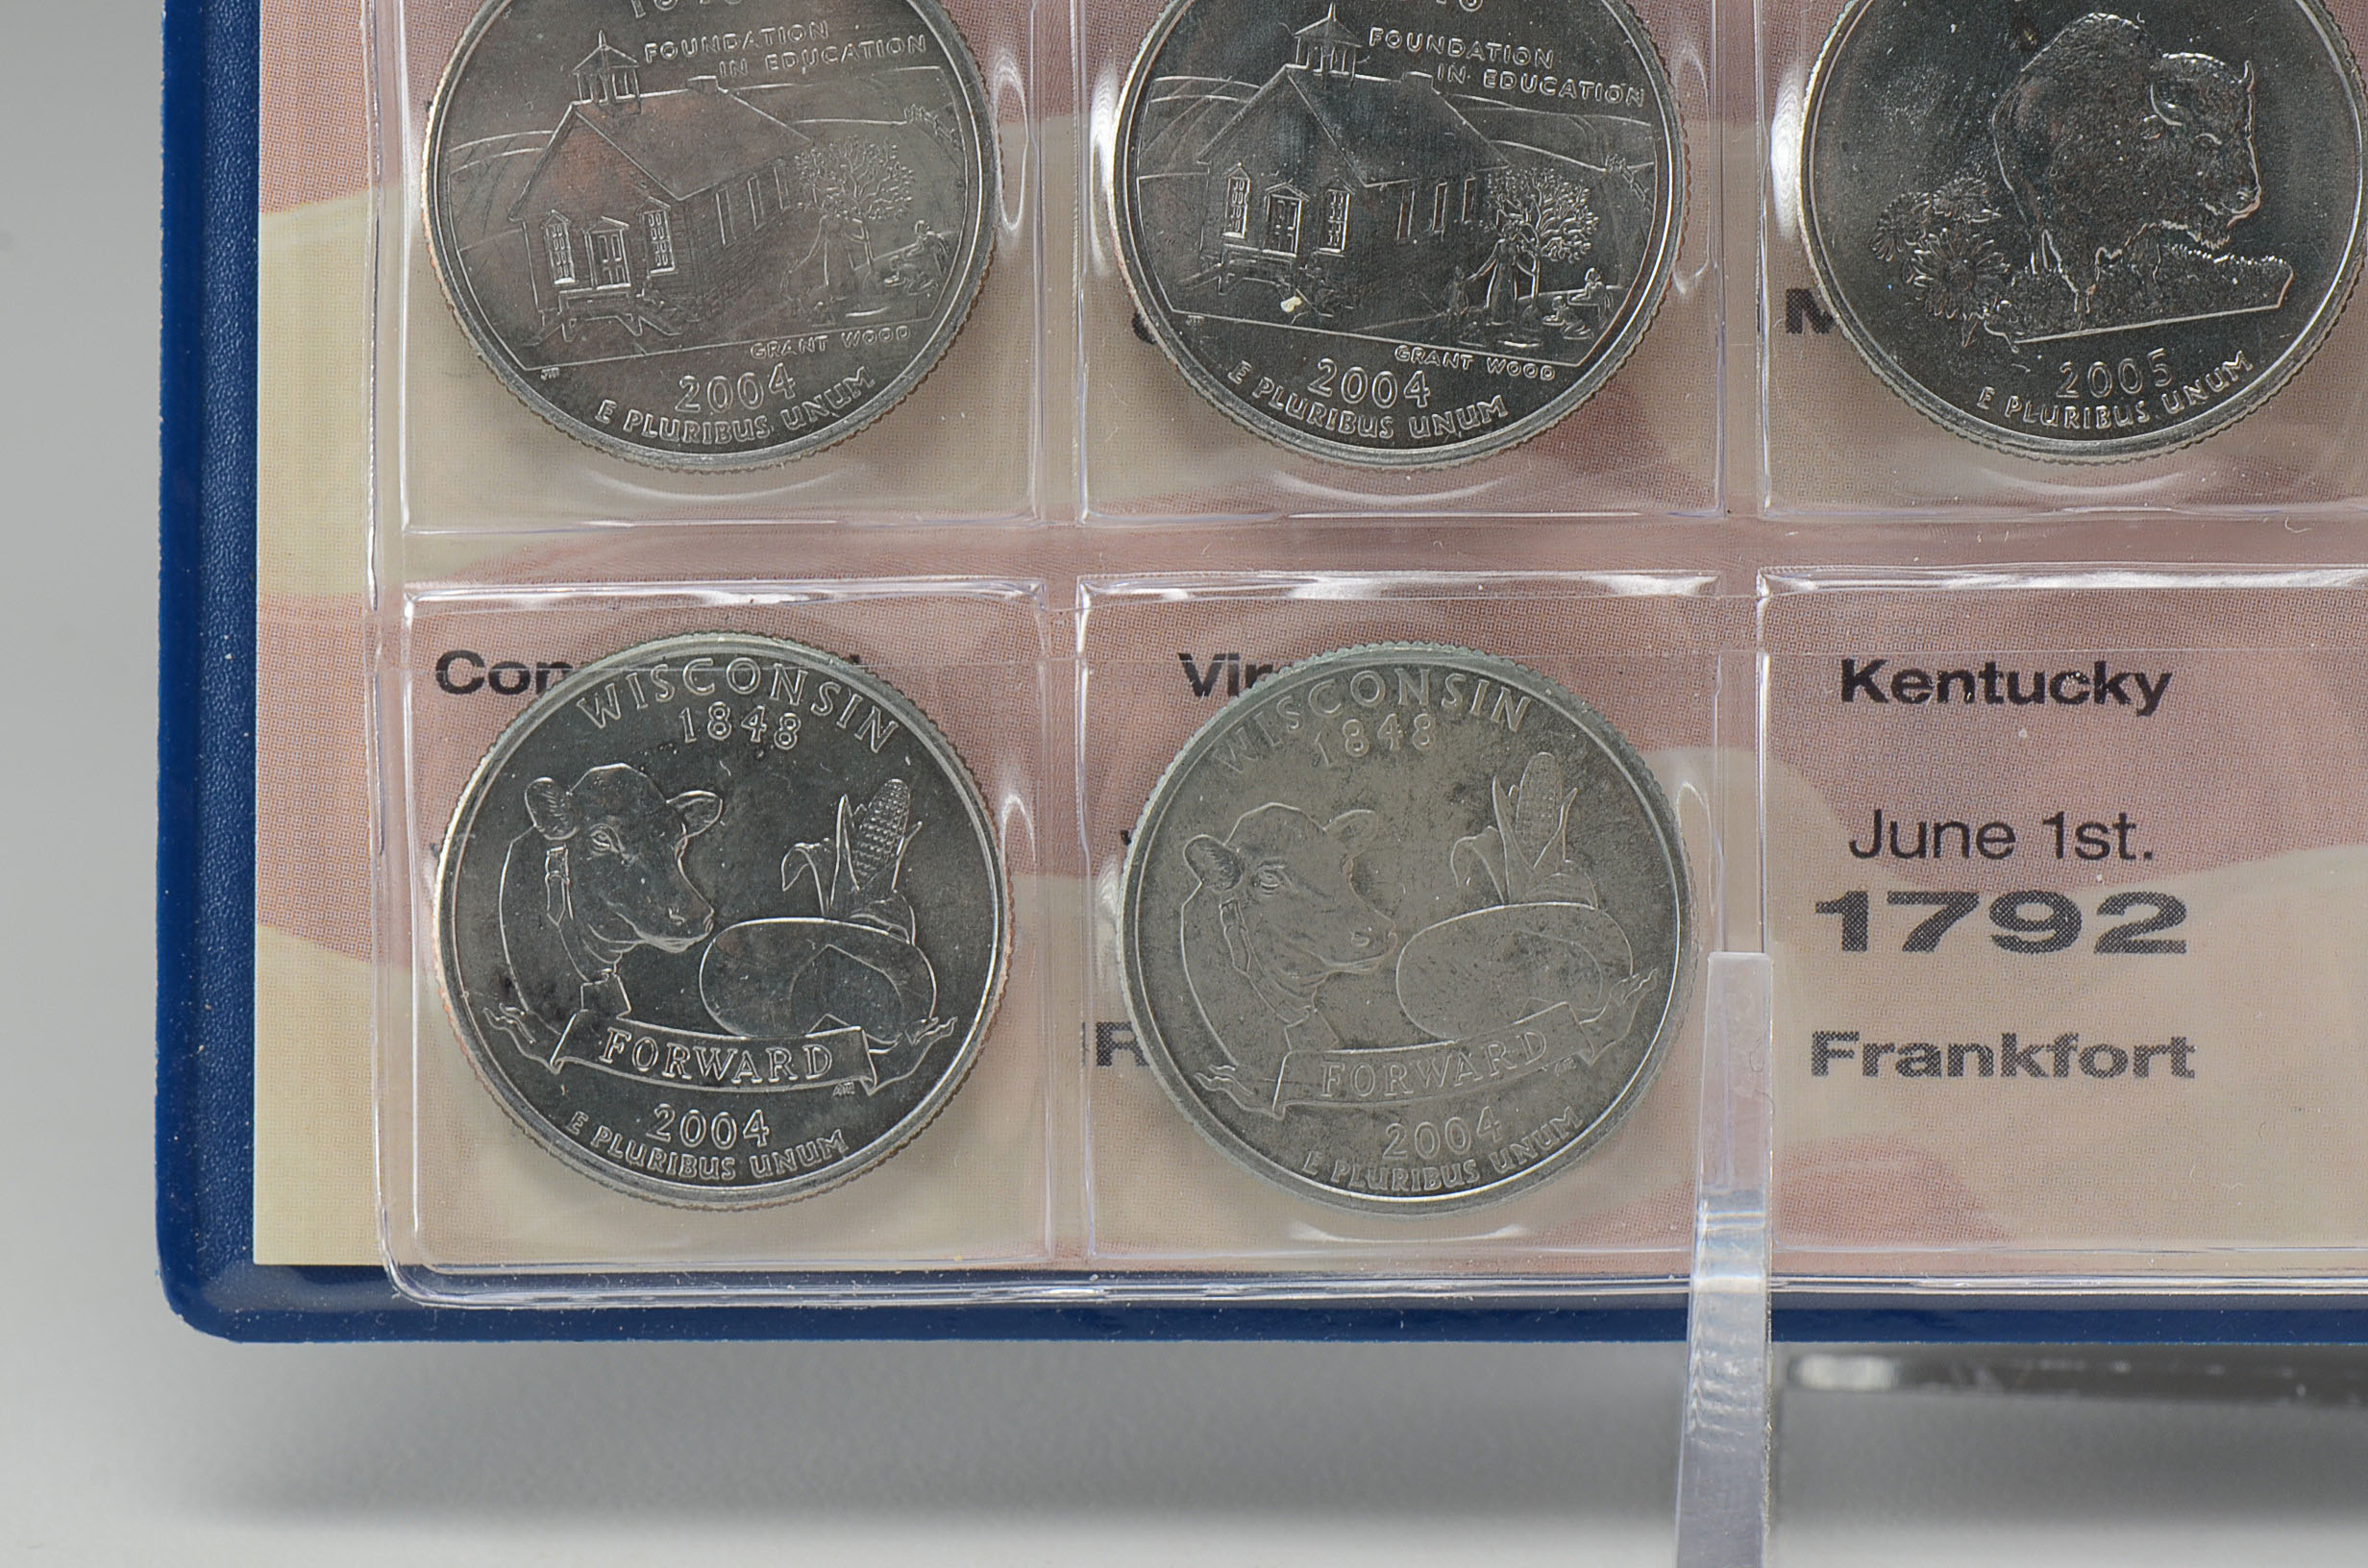 FOUNDATION
IN EDUCATION
GRANT WOOD
2004
E PLURIBUS UNUM
FOUNDATION
IN EDUCATION
GRANT WOOD
2004
E PLURIBUS UNUM
2005
E PLURIBUS UNUM
WISCONSIN
1848
FORWARD
2004
E PLURIBUS UNUM
WISCONSIN
1848
FORWARD
2004
E PLURIBUS UNUM
Kentucky
June 1st.
1792
Frankfort